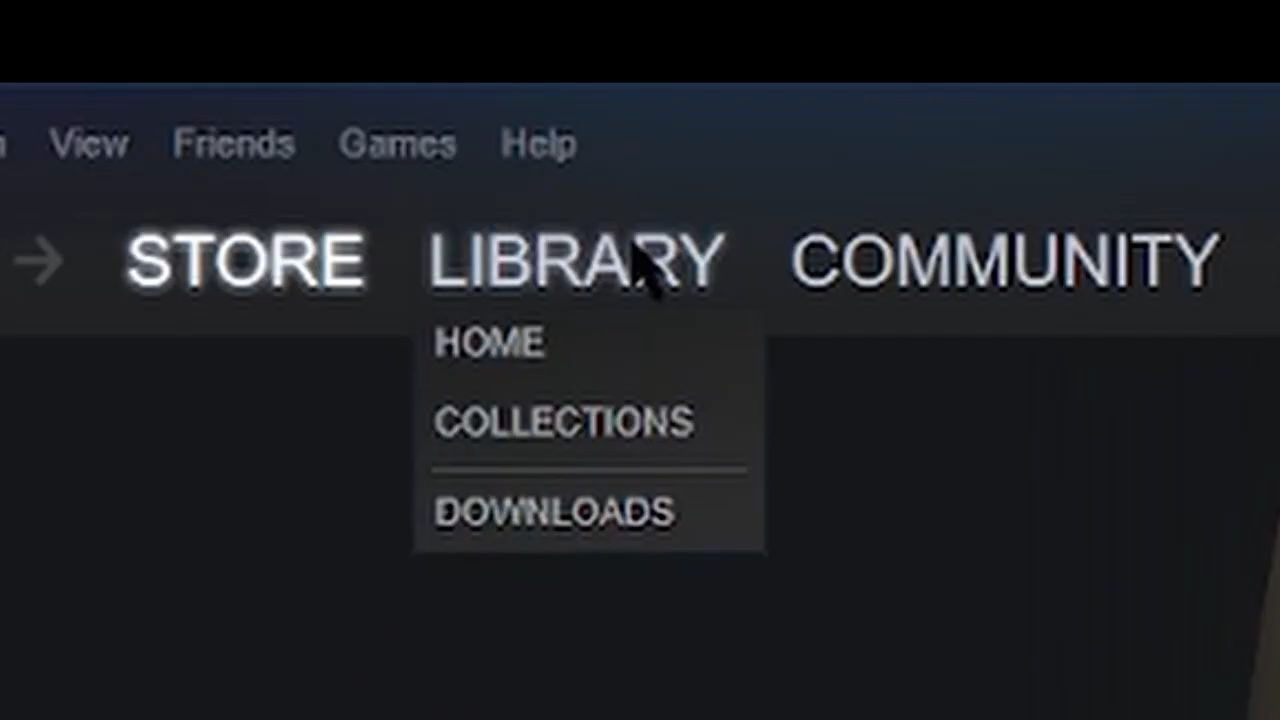 View Friends Games Help
STORE LIBRARY COMMUNITY
HOME
COLLECTIONS
DOWNLOADS